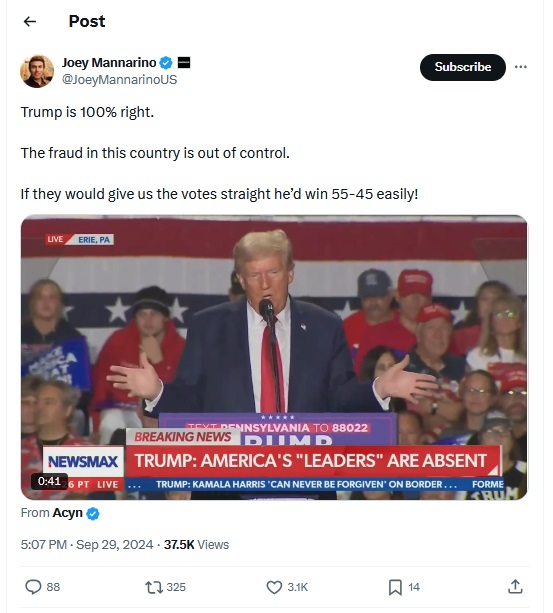 Post
Joey Mannarino
@JoeyMannarinoUS
Subscribe
Trump is 100% right.
The fraud in this country is out of control.
If they would give us the votes straight he’d win 55-45 easily!
LIVE ERIE, PA
TEXT PENNSYLVANIA TO 88022
TRUMP
BREAKING NEWS
NEWSMAX
TRUMP: AMERICA'S "LEADERS" ARE ABSENT
0:41
6 PT LIVE ... TRUMP: KAMALA HARRIS 'CAN NEVER BE FORGIVEN' ON BORDER . . . FORME
TRUM
From Acyn
5:07 PM · Sep 29, 2024 · 37.5K Views
88
325
3.1K
14